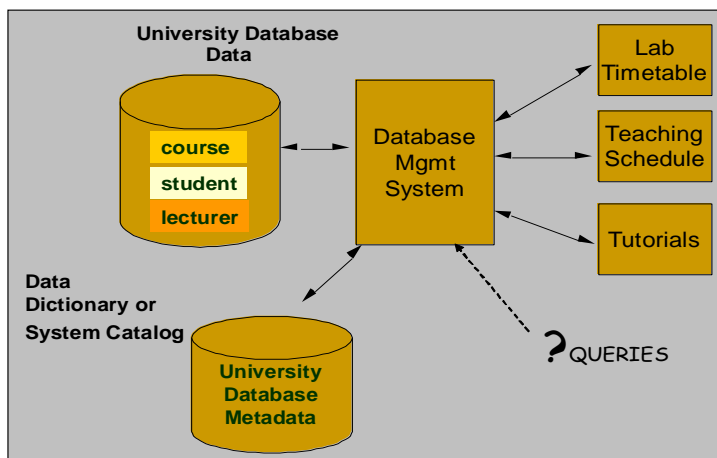 University Database
Data
course
student
lecturer
Database
Mgmt
System
Lab
Timetable
Teaching
Schedule
Tutorials
Data
Dictionary or
System Catalog
University
Database
Metadata
?QUERIES